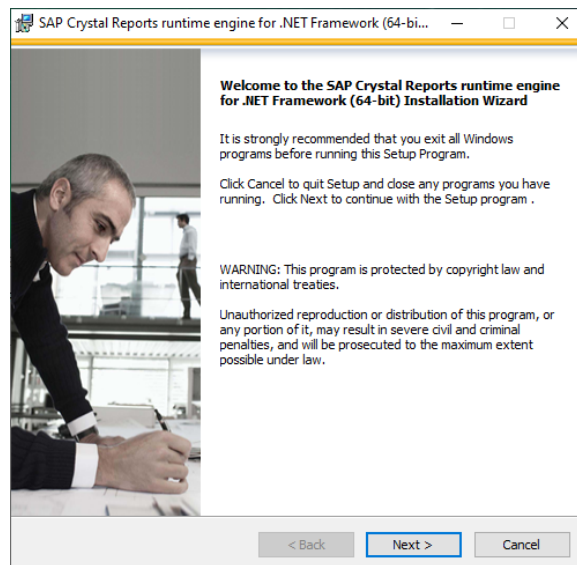 SAP Crystal Reports runtime engine for .NET Framework (64-bi...
Welcome to the SAP Crystal Reports runtime engine
for .NET Framework (64-bit) Installation Wizard
It is strongly recommended that you exit all Windows
programs before running this Setup Program.
Click Cancel to quit Setup and close any programs you have
running.  Click Next to continue with the Setup program .
WARNING: This program is protected by copyright law and
international treaties.
Unauthorized reproduction or distribution of this program, or
any portion of it, may result in severe civil and criminal
penalties, and will be prosecuted to the maximum extent
possible under law.
< Back Next > Cancel